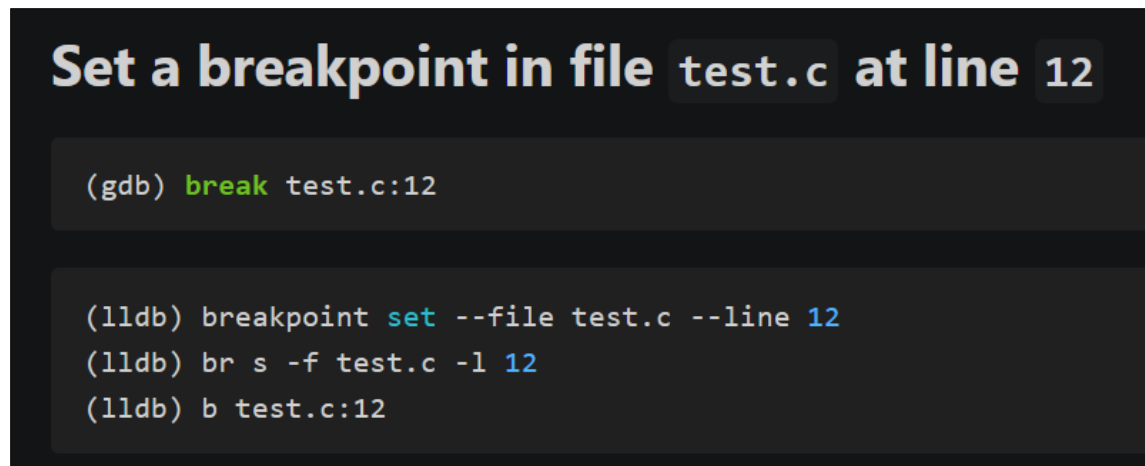 Set a breakpoint in file test.c at line 12
(gdb) break test.c:12
(lldb) breakpoint set --file test.c --line 12
(lldb) br s -f test.c -l 12
(lldb) b test.c:12